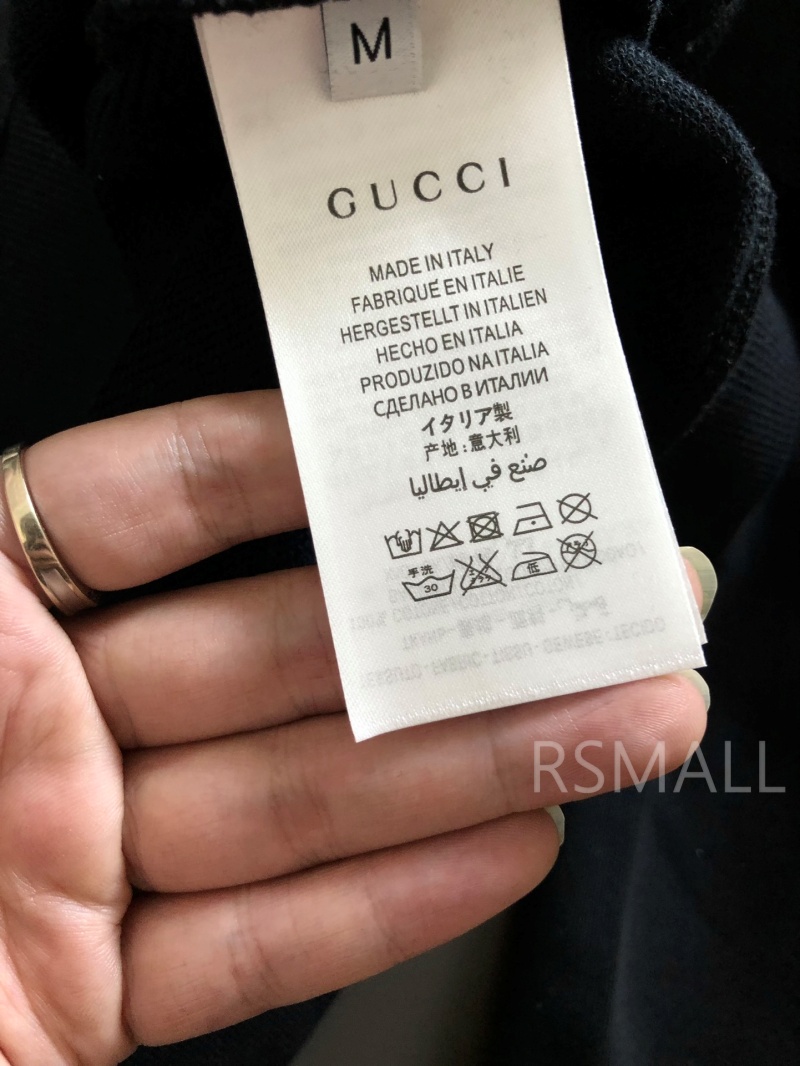 M
GUCCI
MADE IN ITALY
FABRIQUÉ EN ITALIE
HERGESTELLT IN ITALIEN
HECHO EN ITALIA
PRODUZIDO NA ITALIA
СДЕЛАНО В ИТАЛИИ
イタリア製
产地:意大利
صنع في إيطاليا
手洗
30
低
RSMALL